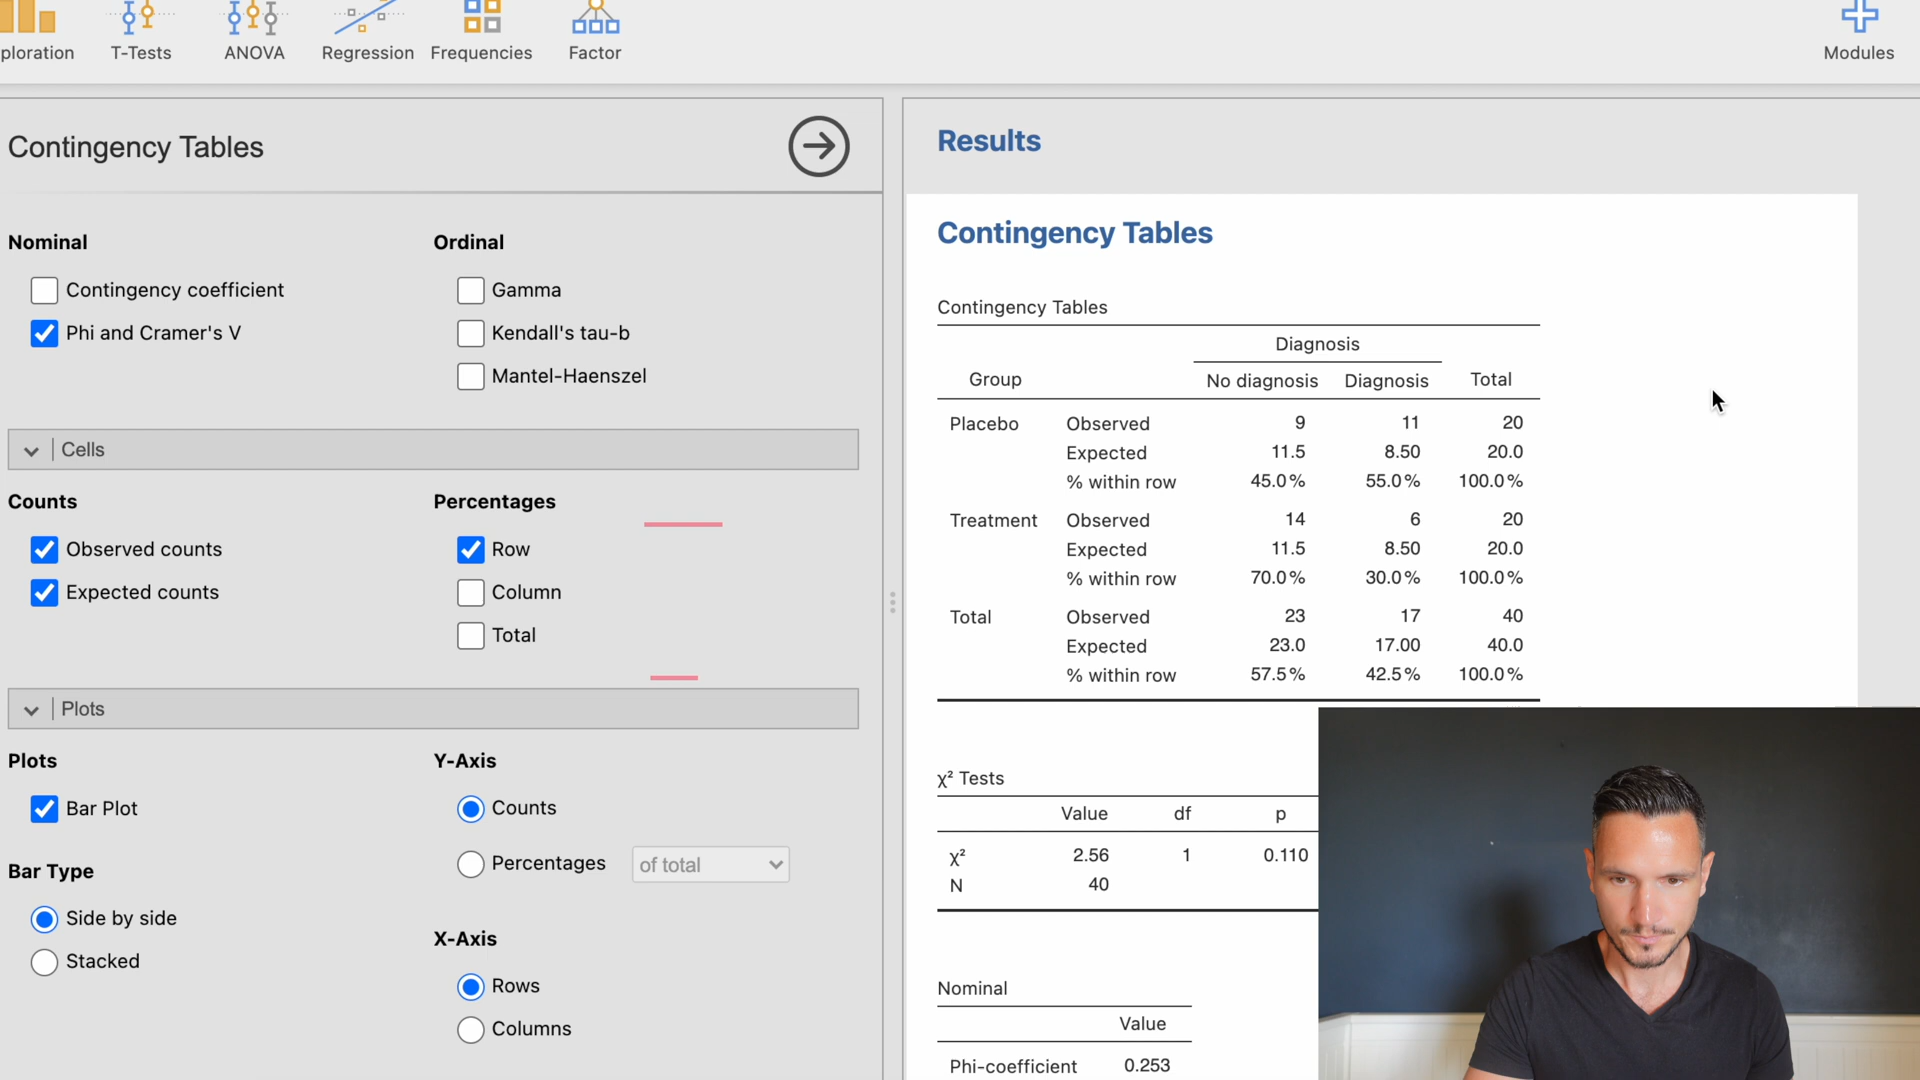 ploration T-Tests ANOVA Regression Frequencies Factor Modules
Contingency Tables
Nominal Ordinal
Contingency coefficient Gamma
Phi and Cramer's V Kendall's tau-b
Mantel-Haenszel
Cells
Counts Percentages
Observed counts Row
Expected counts Column
Total
Plots
Plots Y-Axis
Bar Plot Counts
Percentages of total
Bar Type
Side by side X-Axis
Stacked Rows
Columns
Results
Contingency Tables
Contingency Tables
Diagnosis
Group No diagnosis Diagnosis Total
Placebo Observed 9 11 20
Expected 11.5 8.50 20.0
% within row 45.0% 55.0% 100.0%
Treatment Observed 14 6 20
Expected 11.5 8.50 20.0
% within row 70.0% 30.0% 100.0%
Total Observed 23 17 40
Expected 23.0 17.00 40.0
% within row 57.5% 42.5% 100.0%
χ² Tests
Value df p
χ² 2.56 1 0.110
N 40
Nominal
Value
Phi-coefficient 0.253